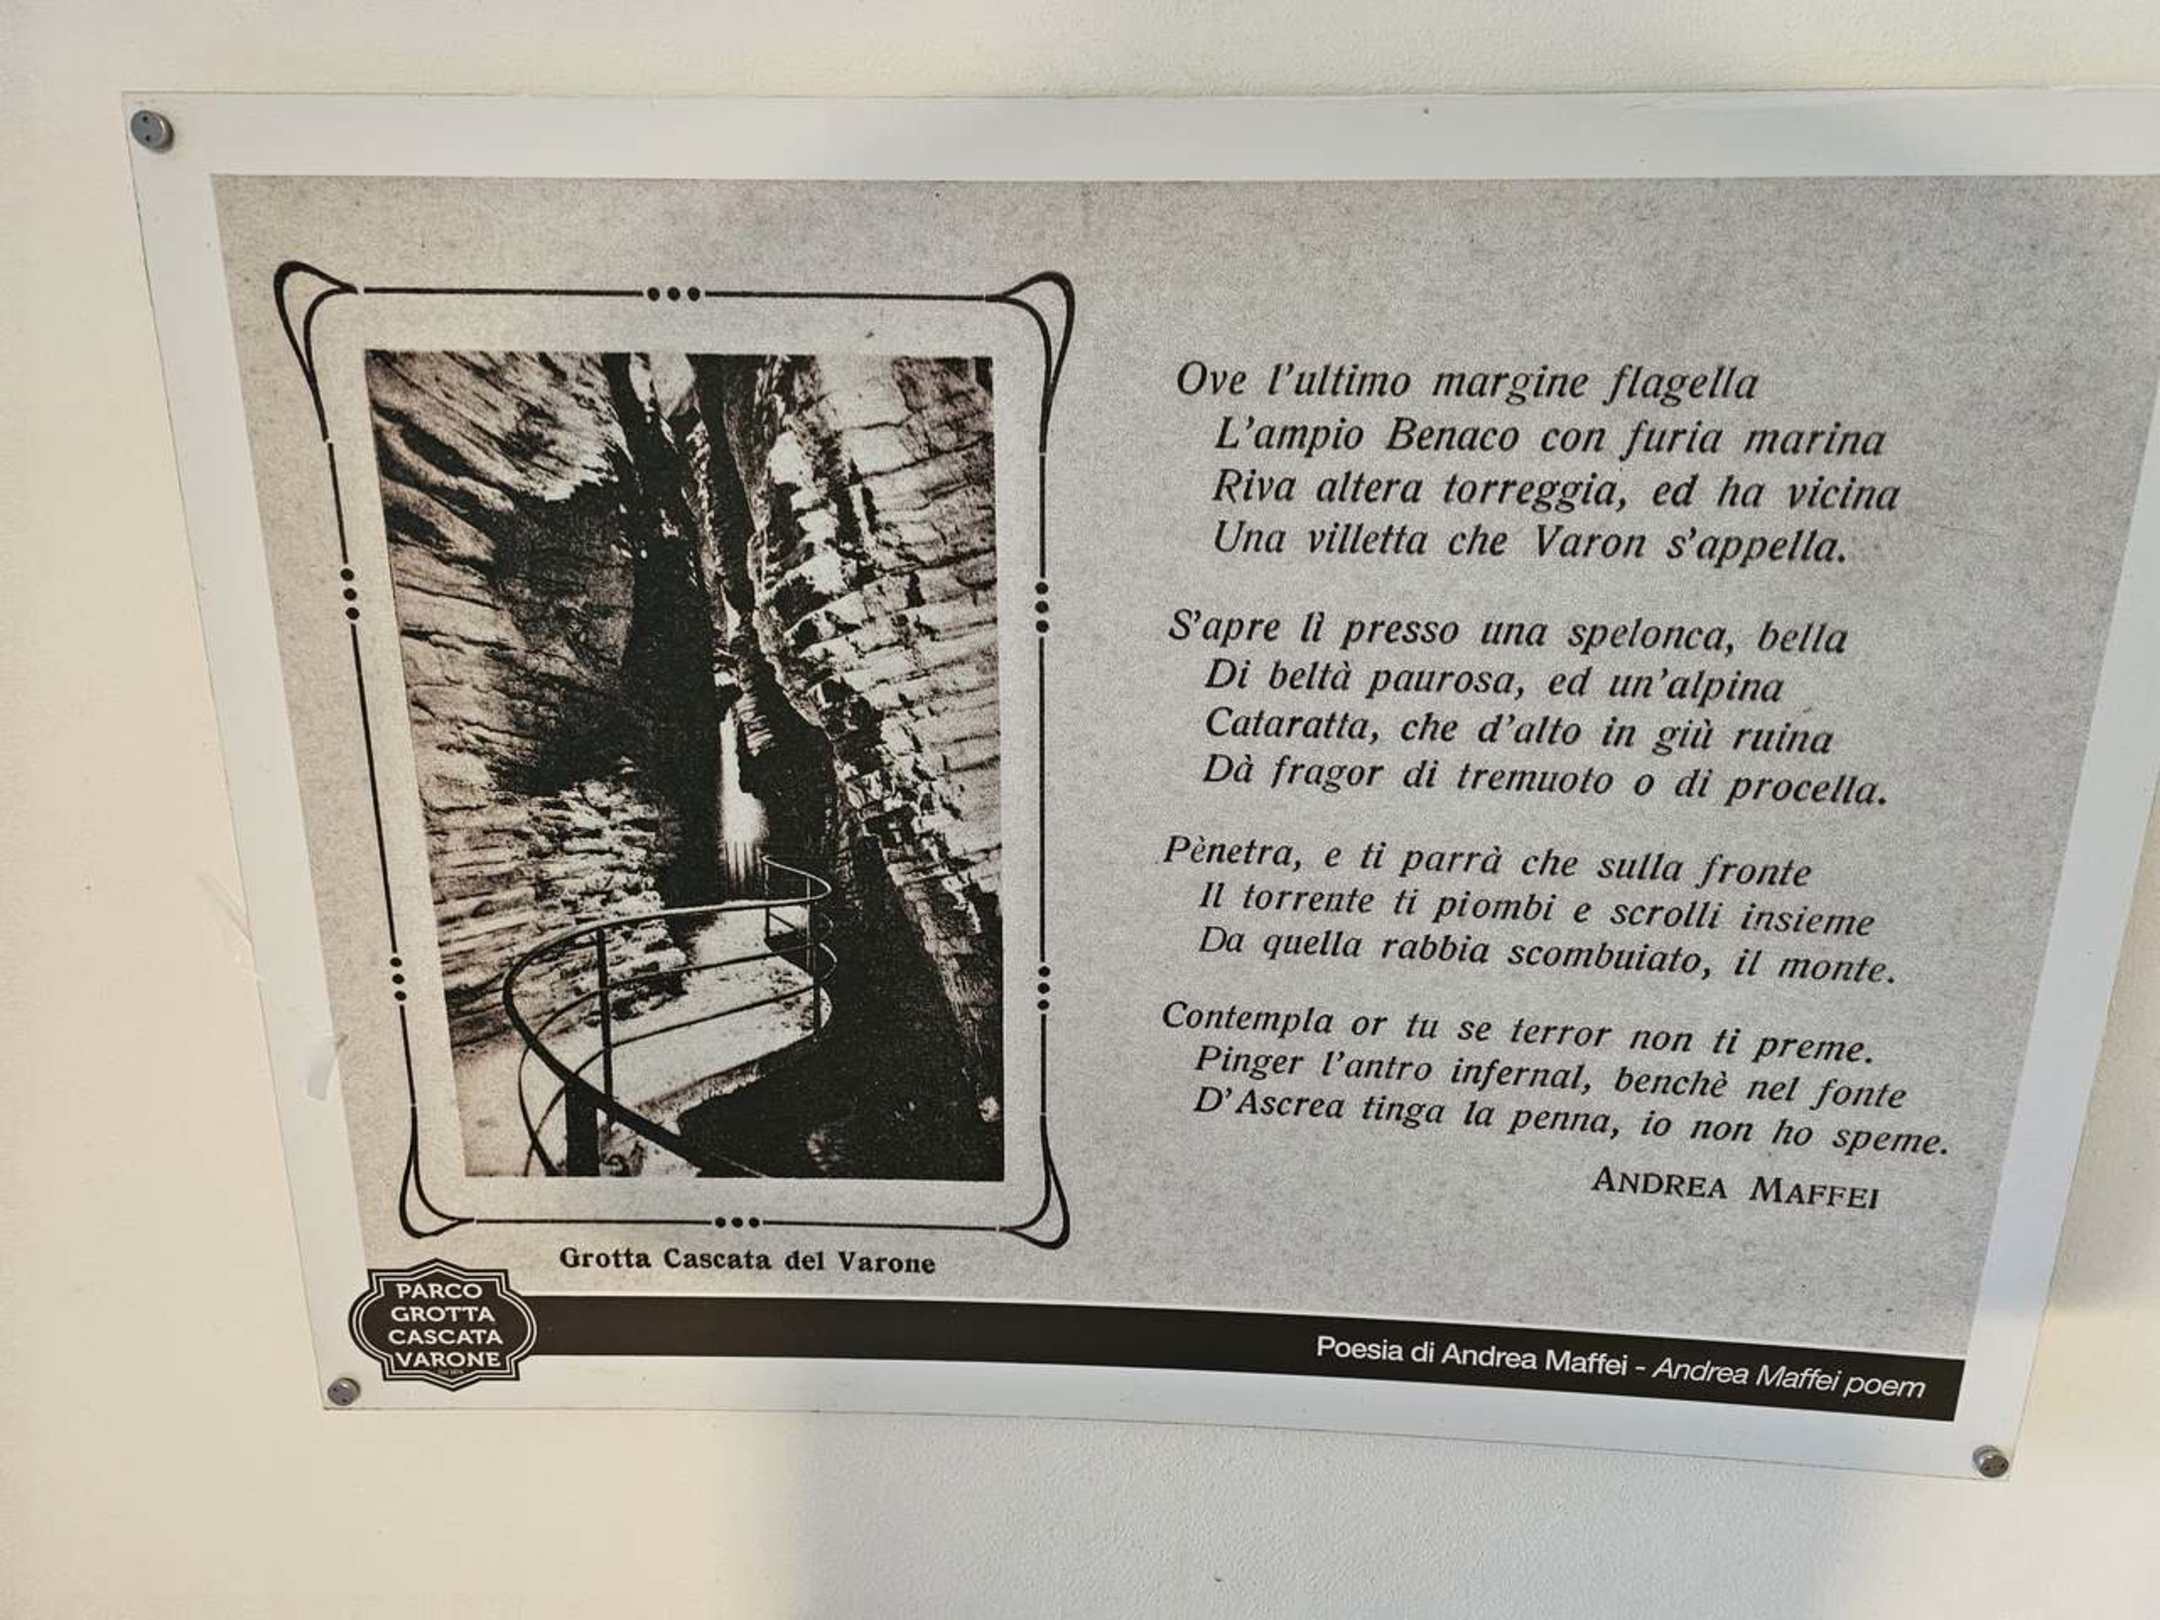 Ove l'ultimo margine flagella
L'ampio Benaco con furia marina
Riva altera torreggia, ed ha vicina
Una villetta che Varon s'appella.
S'apre lì presso una spelonca, bella
Di beltà paurosa, ed un'alpina
Cataratta, che d'alto in giù ruina
Dà fragor di tremuoto o di procella.
Pènetra, e ti parrà che sulla fronte
Il torrente ti piombi e scrolli insieme
Da quella rabbia scombuiato, il monte.
Contempla or tu se terror non ti preme.
Pinger l'antro infernal, benchè nel fonte
D'Ascrea tinga la penna, io non ho speme.
ANDREA MAFFEI
Grotta Cascata del Varone
PARCO
GROTTA
CASCATA
VARONE
Poesia di Andrea Maffei - Andrea Maffei poem